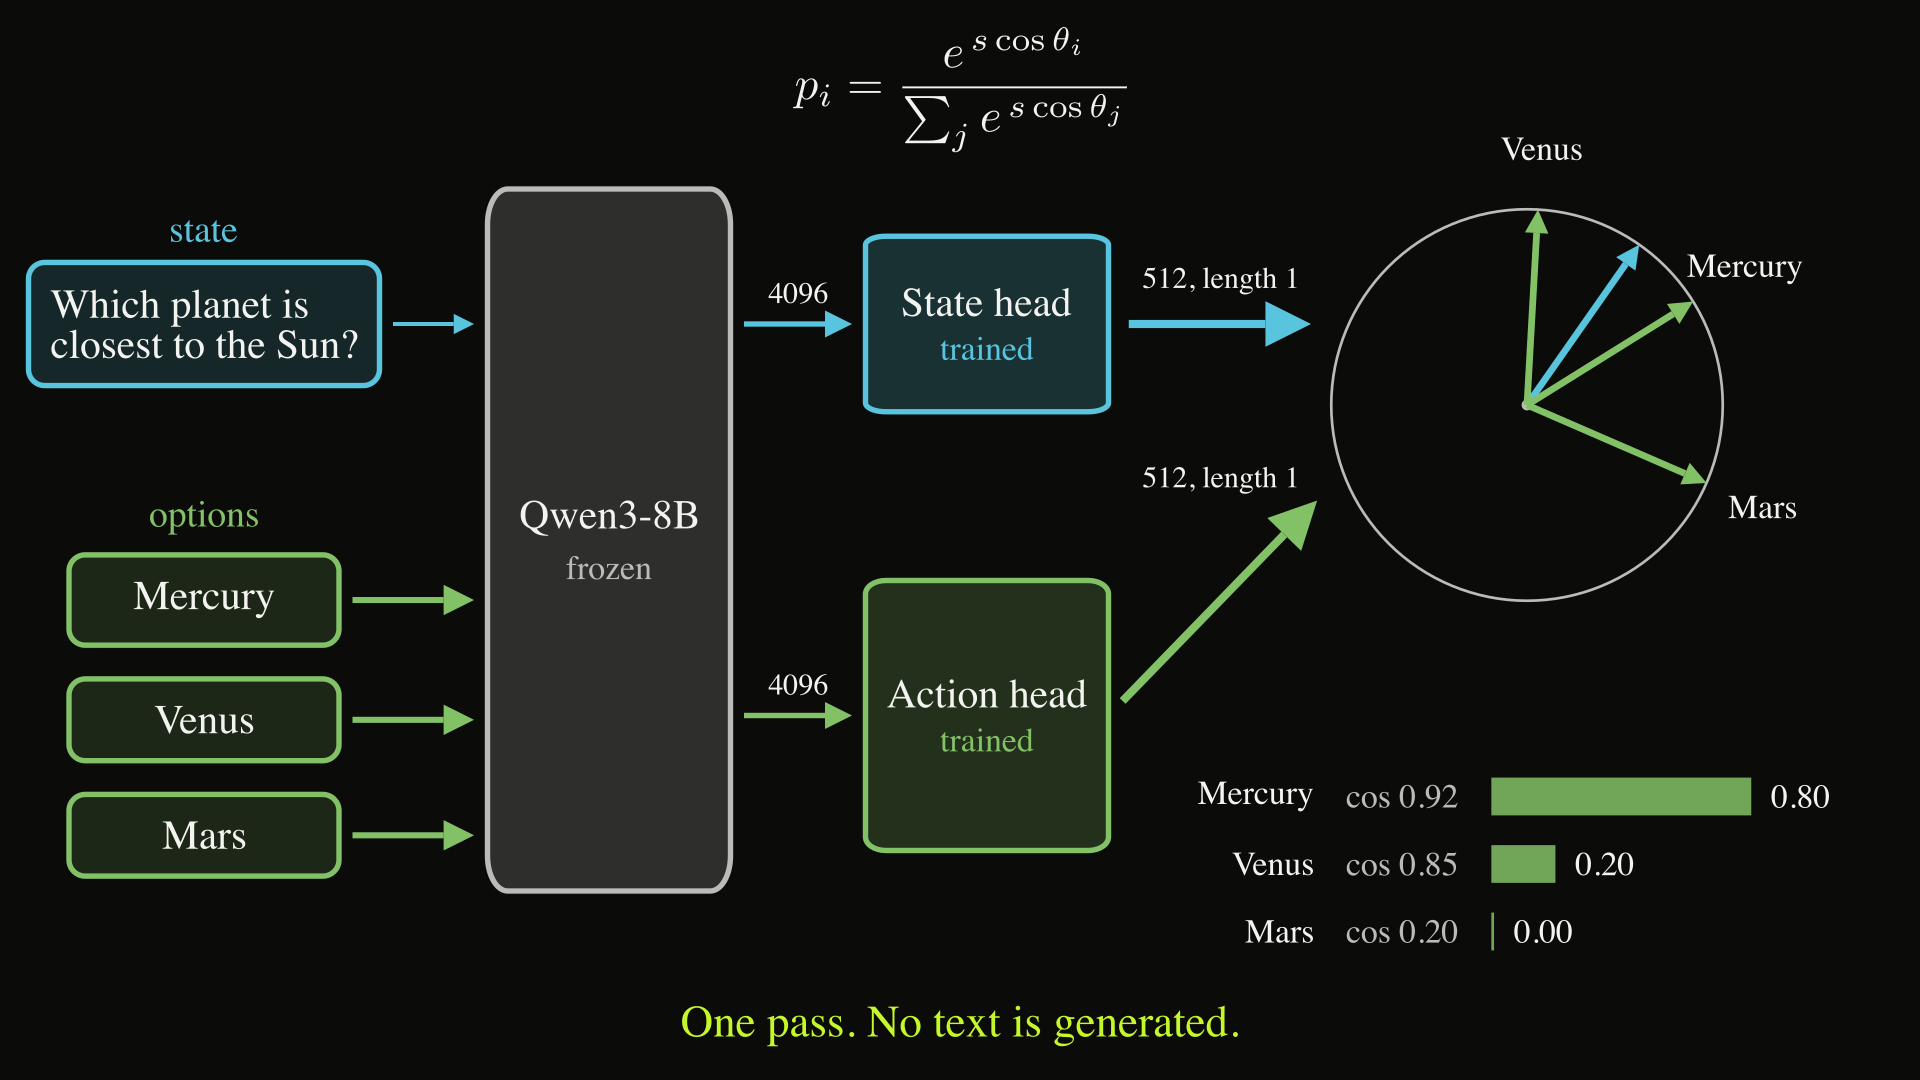 p_i = e^{s cos θ_i} / ∑_j e^{s cos θ_j}
state
Which planet is
closest to the Sun?
options
Mercury
Venus
Mars
Qwen3-8B
frozen
4096
State head
trained
512, length 1
4096
Action head
trained
512, length 1
Venus
Mercury
Mars
Mercury cos 0.92 0.80
Venus cos 0.85 0.20
Mars cos 0.20 0.00
One pass. No text is generated.